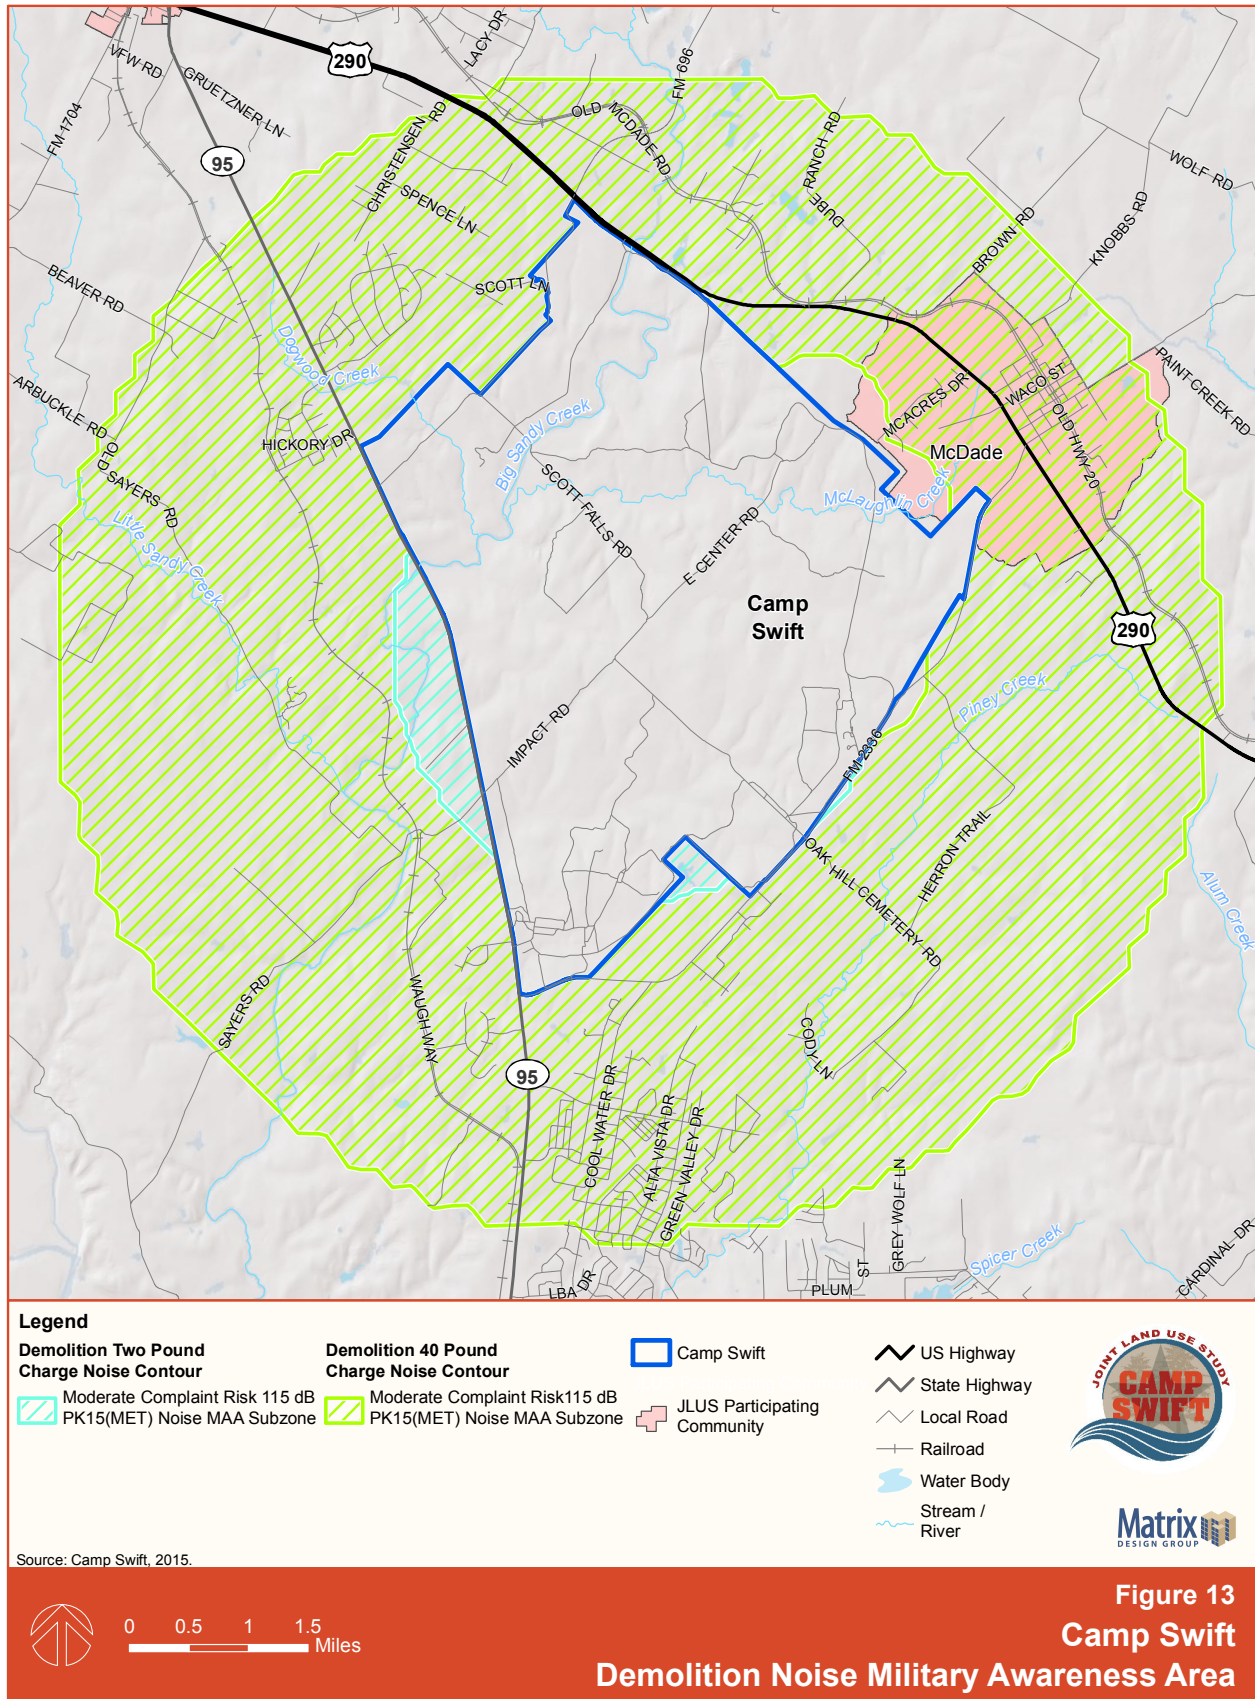 VFW RD
GRUETZNER LN
FM 1704
95
290
LACY DR
FM 696
OLD MCDADE RD
CHRISTENSEN RD
SPENCE LN
SCOTT LN
DUBE RANCH RD
WOLF RD
KNOBBS RD
BROWN RD
BEAVER RD
Dogwood Creek
ARBUCKLE RD
OLD SAYERS RD
HICKORY DR
Little Sandy Creek
Big Sandy Creek
SCOTT FALLS RD
E CENTER RD
McLaughlin Creek
MCACRES DR
WACO ST
OLD HWY 20
PAINT CREEK RD
McDade
Camp
Swift
290
IMPACT RD
Piney Creek
FM 2336
OAK HILL CEMETERY RD
HERRON TRAIL
Alum Creek
SAYERS RD
WAUGH WAY
95
CODY LN
COOL WATER DR
ALTA VISTA DR
GREEN VALLEY DR
GREY WOLF LN
Spicer Creek
CARDINAL DR
LBA DR
PLUM ST
Legend
Demolition Two Pound
Charge Noise Contour
Moderate Complaint Risk 115 dB
PK15(MET) Noise MAA Subzone
Demolition 40 Pound
Charge Noise Contour
Moderate Complaint Risk115 dB
PK15(MET) Noise MAA Subzone
Camp Swift
JLUS Participating
Community
US Highway
State Highway
Local Road
Railroad
Water Body
Stream /
River
JOINT LAND USE STUDY
CAMP
SWIFT
Matrix
DESIGN GROUP
Source: Camp Swift, 2015.
0 0.5 1 1.5
Miles
Figure 13
Camp Swift
Demolition Noise Military Awareness Area